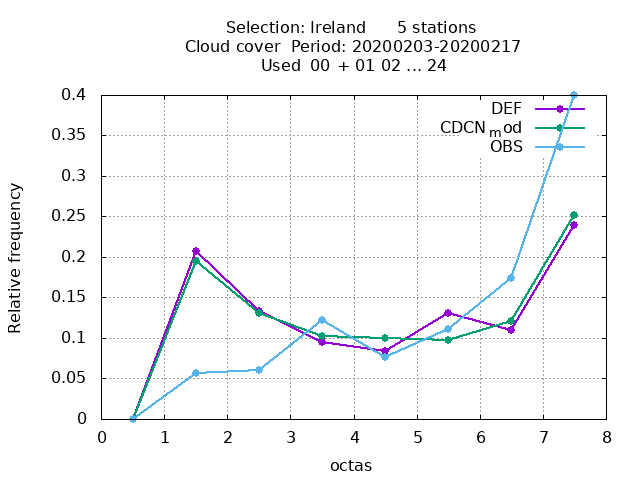 Selection: Ireland 5 stations
Cloud cover Period: 20200203-20200217
Used 00 + 01 02 ... 24
DEF
CDCN_mod
OBS
Relative frequency
0.4
0.35
0.3
0.25
0.2
0.15
0.1
0.05
0
0 1 2 3 4 5 6 7 8
octas